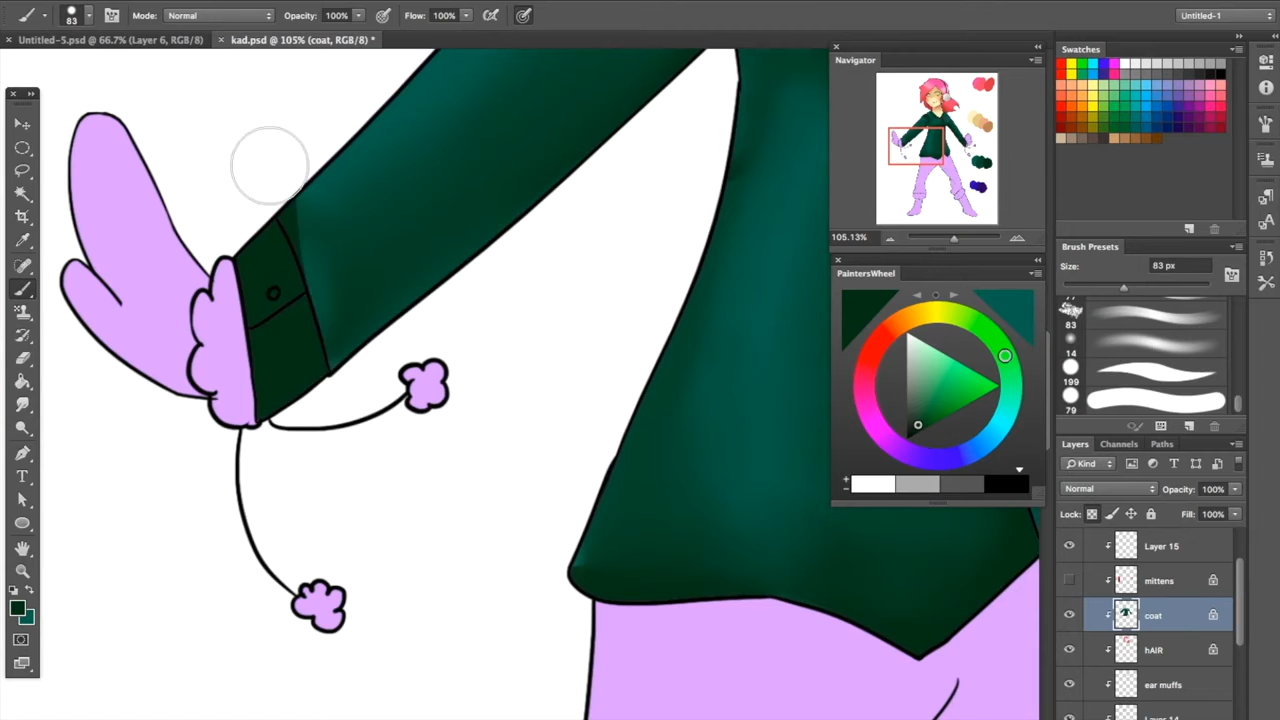 83 Mode: Normal Opacity: 100% Flow: 100% Untitled-1
Untitled-5.psd @ 66.7% (Layer 6, RGB/8) kad.psd @ 105% (coat, RGB/8) *
Navigator
105.13%
PaintersWheel
Swatches
Brush Presets
Size: 83 px
83
14
199
79
Layers Channels Paths
Kind
Normal Opacity: 100%
Lock: Fill: 100%
Layer 15
mittens
coat
hAIR
ear muffs